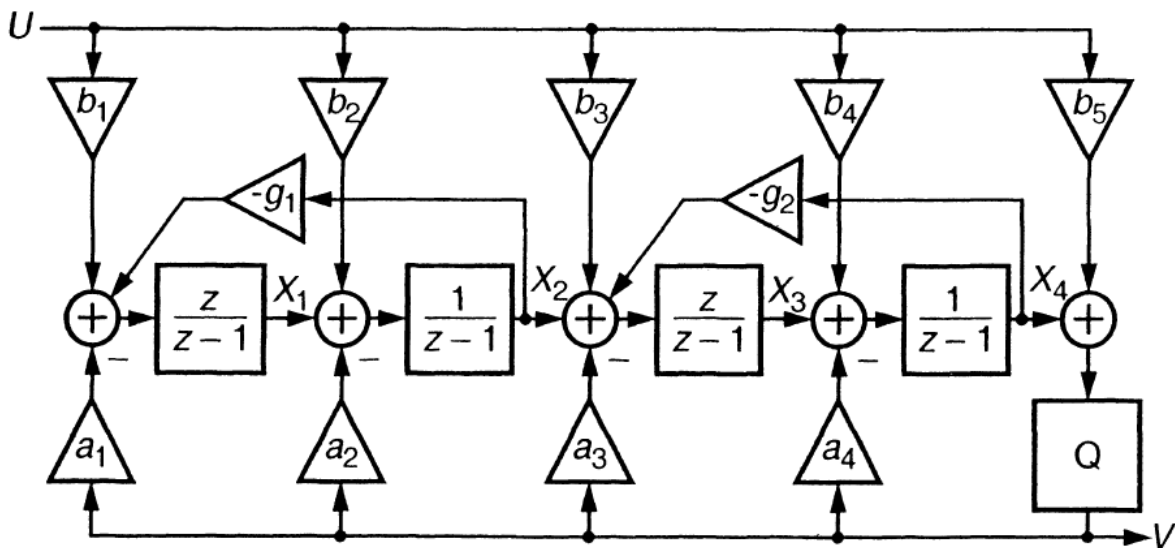 U
b₁ b₂ b₃ b₄ b₅
-g₁ -g₂
+ z/(z−1) X₁ + 1/(z−1) X₂ + z/(z−1) X₃ + 1/(z−1) X₄ +
− − − −
a₁ a₂ a₃ a₄ Q
V